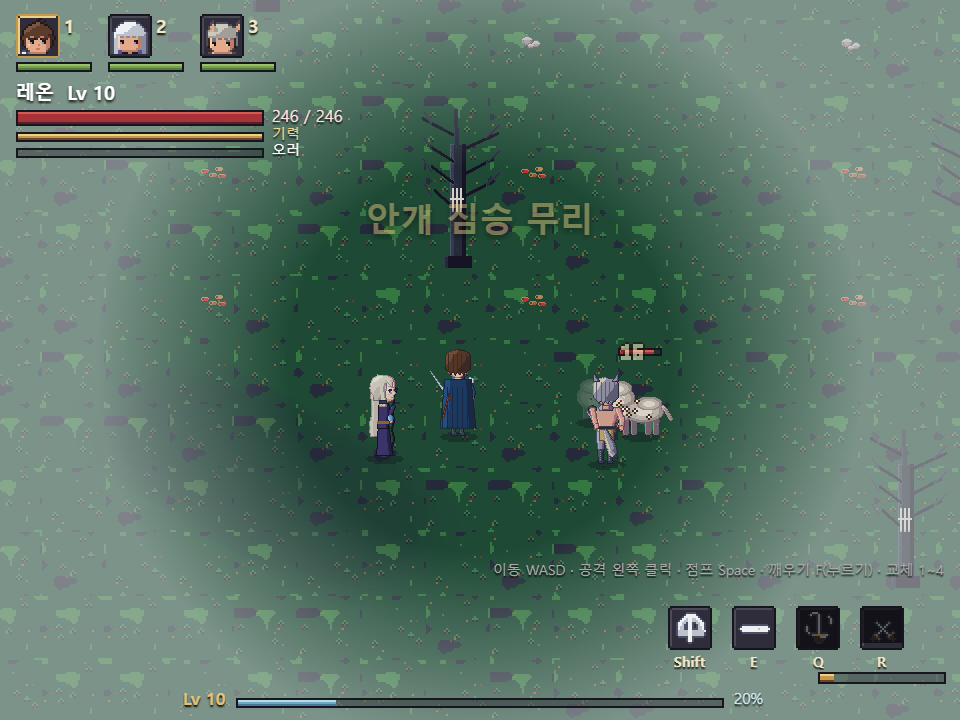 1 2 3
레온 Lv 10
246 / 246
기력
오러
안개 짐승 무리
15
이동 WASD · 공격 왼쪽 클릭 · 점프 Space · 깨우기 F(누르기) · 교체 1~4
Shift E Q R
Lv 10 20%